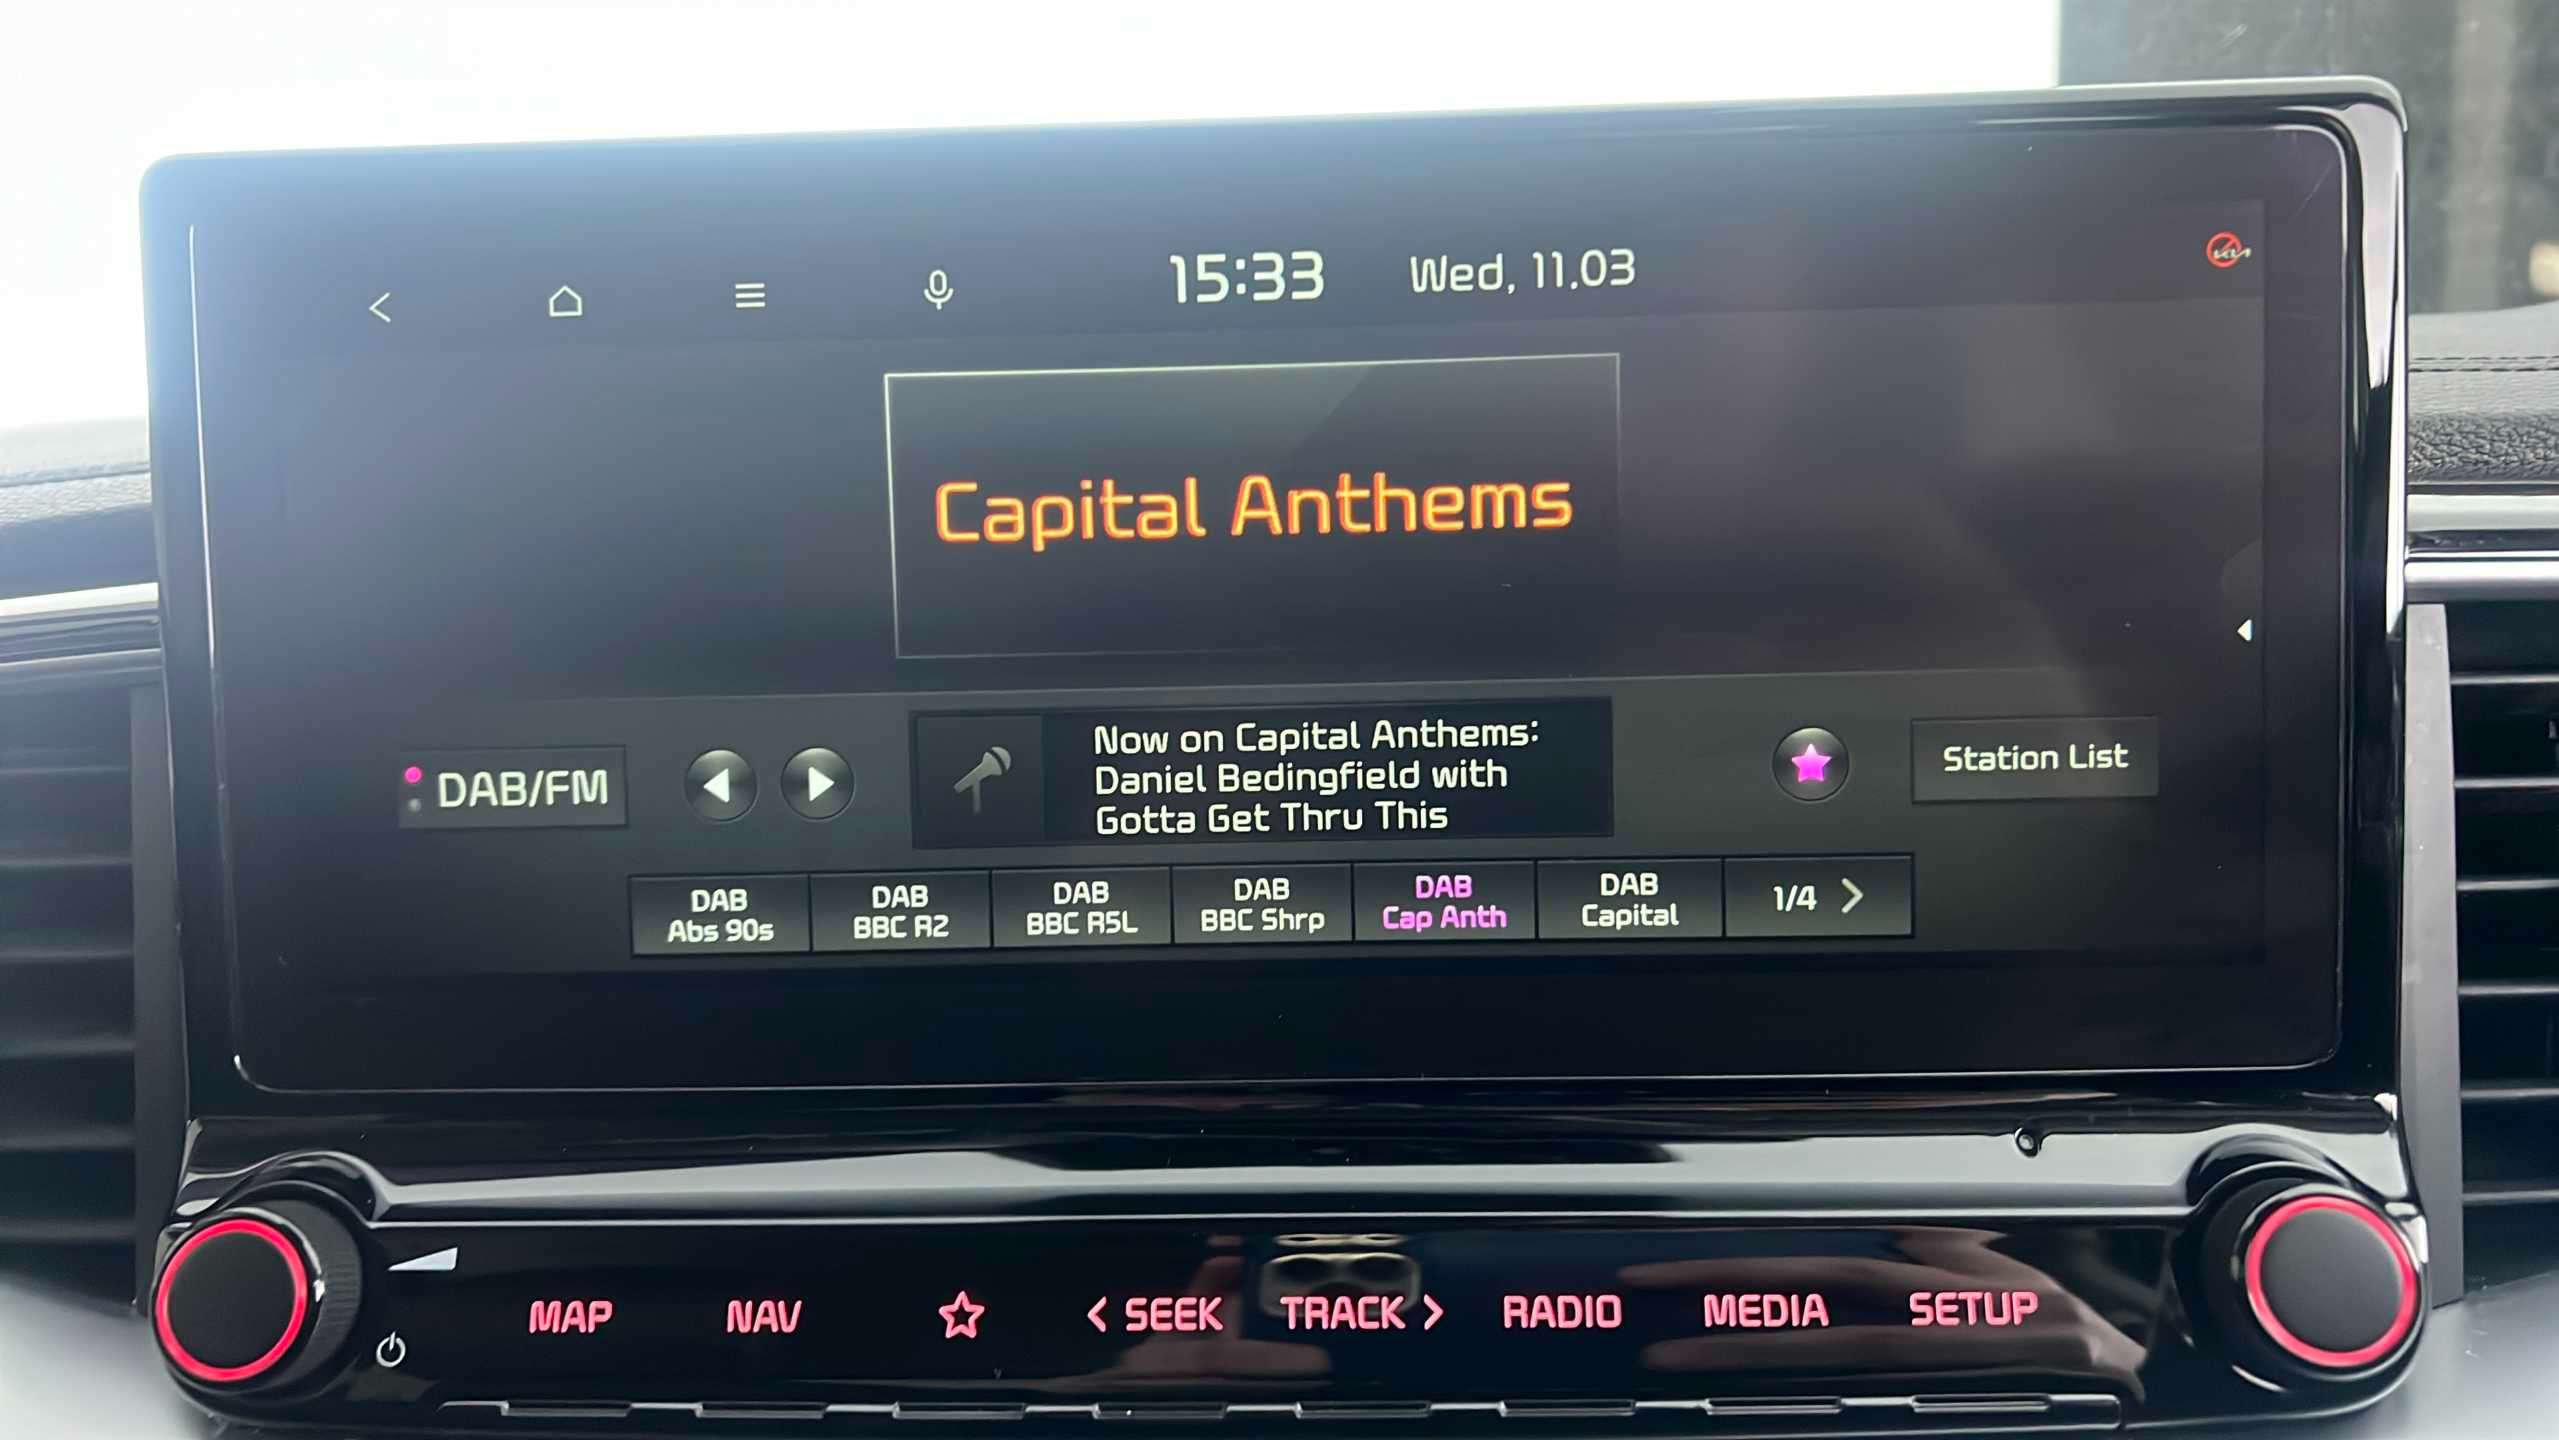 15:33 Wed, 11.03
Capital Anthems
DAB/FM
Now on Capital Anthems:
Daniel Bedingfield with
Gotta Get Thru This
Station List
DAB
Abs 90s
DAB
BBC R2
DAB
BBC R5L
DAB
BBC Shrp
DAB
Cap Anth
DAB
Capital
1/4
MAP
NAV
SEEK
TRACK
RADIO
MEDIA
SETUP